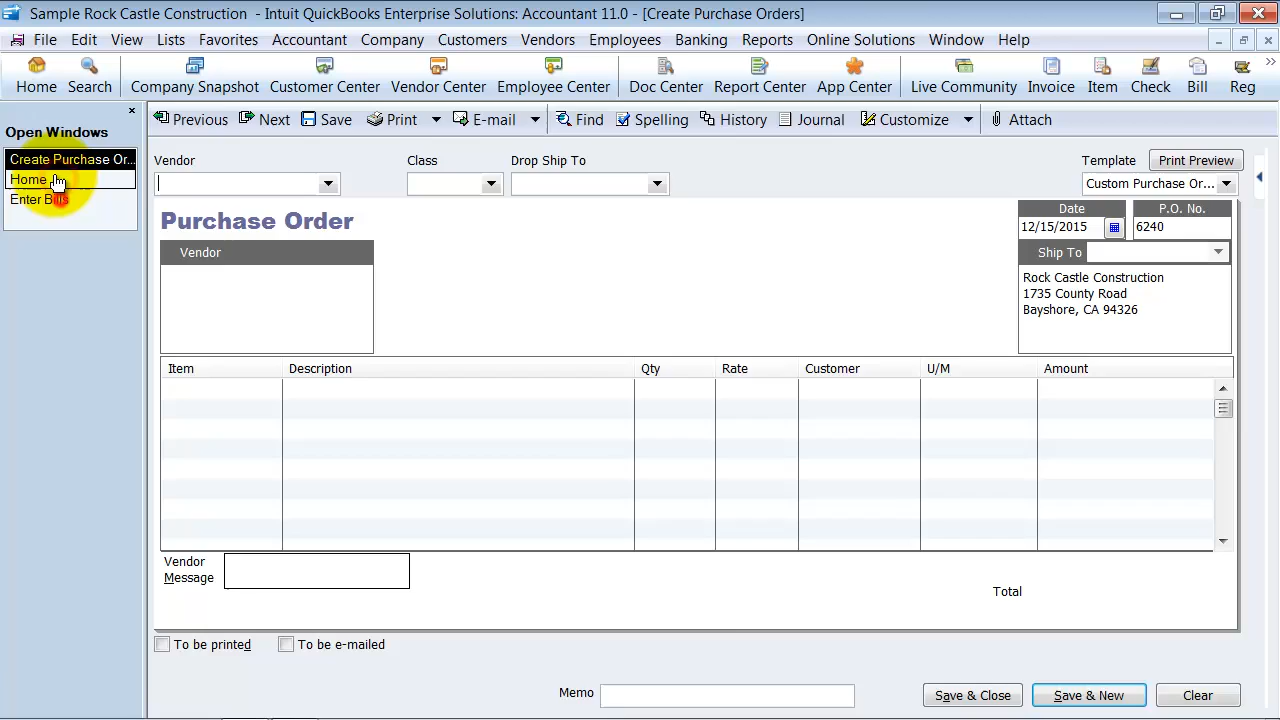 Sample Rock Castle Construction - Intuit QuickBooks Enterprise Solutions: Accountant 11.0 - [Create Purchase Orders]
File Edit View Lists Favorites Accountant Company Customers Vendors Employees Banking Reports Online Solutions Window Help
Home Search Company Snapshot Customer Center Vendor Center Employee Center Doc Center Report Center App Center Live Community Invoice Item Check Bill Reg
Open Windows
Create Purchase Or...
Home
Enter Bills
Previous Next Save Print E-mail Find Spelling History Journal Customize Attach
Vendor Class Drop Ship To Template Print Preview
Custom Purchase Or...
Purchase Order
Date P.O. No.
12/15/2015 6240
Vendor
Ship To
Rock Castle Construction
1735 County Road
Bayshore, CA 94326
Item Description Qty Rate Customer U/M Amount
Vendor
Message
Total
To be printed To be e-mailed
Memo Save & Close Save & New Clear